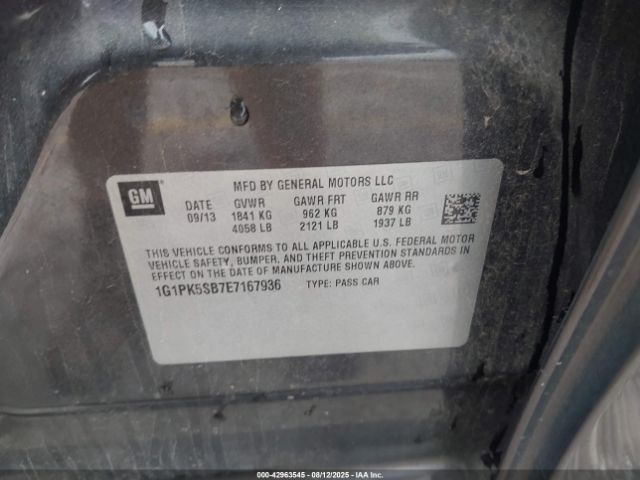 GM
MFD BY GENERAL MOTORS LLC
DATE GVWR GAWR FRT GAWR RR
09/13 1841 KG 962 KG 879 KG
4058 LB 2121 LB 1937 LB
THIS VEHICLE CONFORMS TO ALL APPLICABLE U.S. FEDERAL MOTOR
VEHICLE SAFETY, BUMPER, AND THEFT PREVENTION STANDARDS IN
EFFECT ON THE DATE OF MANUFACTURE SHOWN ABOVE.
1G1PK5SB7E7167936 TYPE: PASS CAR
000-42963545 - 08/12/2025 - IAA Inc.